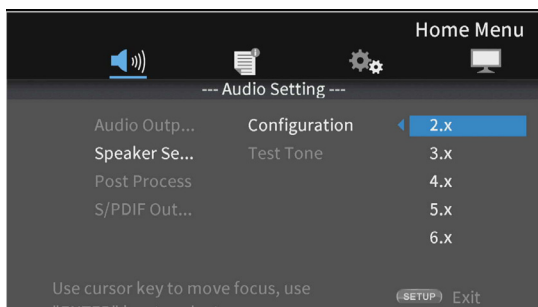 Home Menu
--- Audio Setting ---
Audio Outp... Configuration 2.x
Speaker Se... Test Tone 3.x
Post Process 4.x
S/PDIF Out... 5.x
6.x
Use cursor key to move focus, use
SETUP Exit